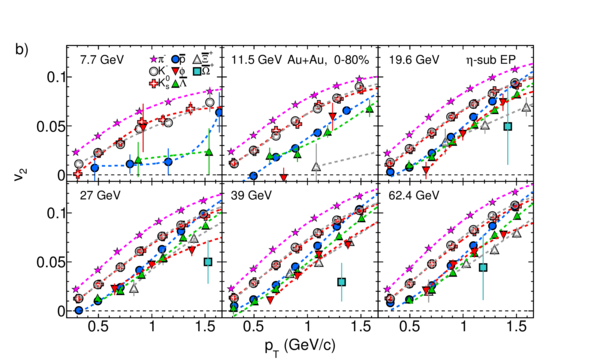 b)
7.7 GeV
π⁻ p̄ Ξ̄⁺
K⁻ ϕ Ω̄⁺
K⁰s Λ̄
11.5 GeV Au+Au, 0-80%
19.6 GeV η-sub EP
0.1
0.05
0
v₂
27 GeV
39 GeV
62.4 GeV
0.1
0.05
0
0.5 1 1.5 0.5 1 1.5 0.5 1 1.5
p_T (GeV/c)